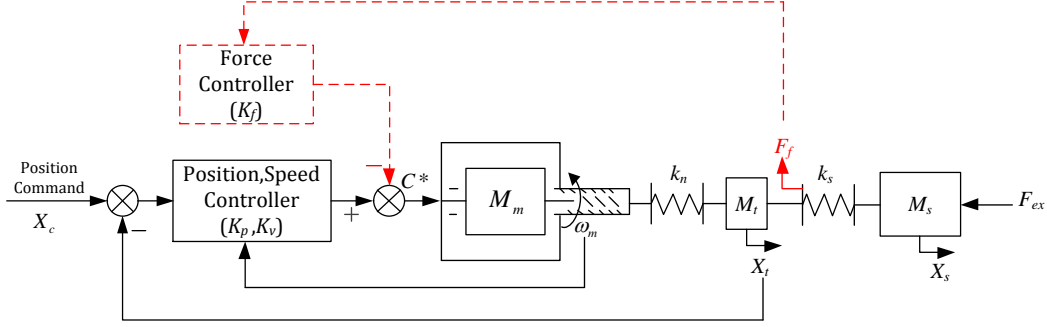 Force
Controller
(K_f)
Position
Command
X_c
−
Position,Speed
Controller
(K_p,K_v)
+
−
C*
M_m
ω_m
k_n
M_t
X_t
F_f
k_s
M_s
X_s
F_ex